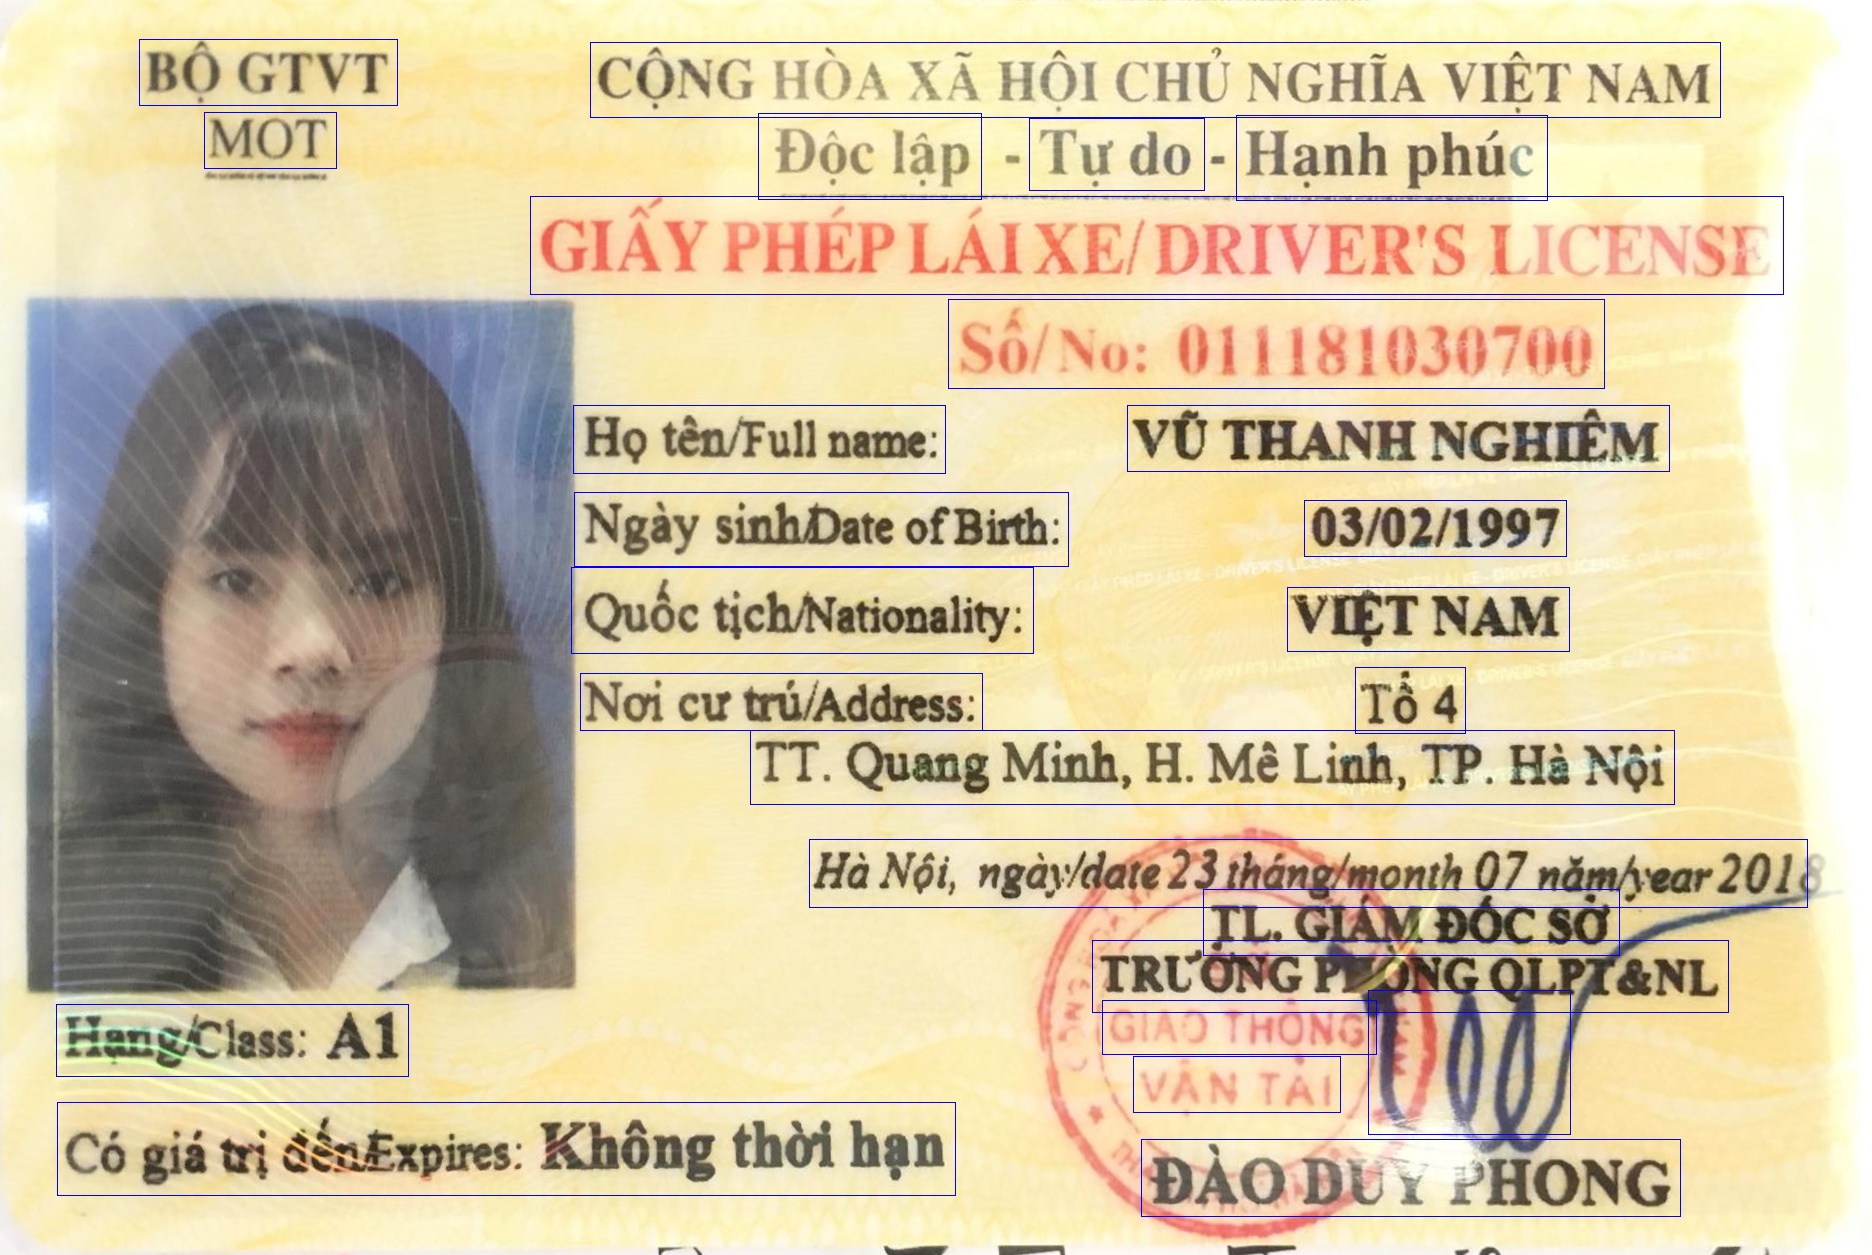 BỘ GTVT
MOT
CỘNG HÒA XÃ HỘI CHỦ NGHĨA VIỆT NAM
Độc lập - Tự do - Hạnh phúc
GIẤY PHÉP LÁI XE/ DRIVER'S LICENSE
Số/ No: 011181030700
Họ tên/Full name: VŨ THANH NGHIÊM
Ngày sinh/Date of Birth: 03/02/1997
Quốc tịch/Nationality: VIỆT NAM
Nơi cư trú/Address: Tổ 4
TT. Quang Minh, H. Mê Linh, TP. Hà Nội
Hà Nội, ngày/date 23 tháng/month 07 năm/year 2018
TL. GIÁM ĐỐC SỞ
TRƯỞNG PHÒNG QLPT&NL
GIAO THÔNG
VẬN TẢI
Hạng/Class: A1
Có giá trị đến/Expires: Không thời hạn
ĐÀO DUY PHONG